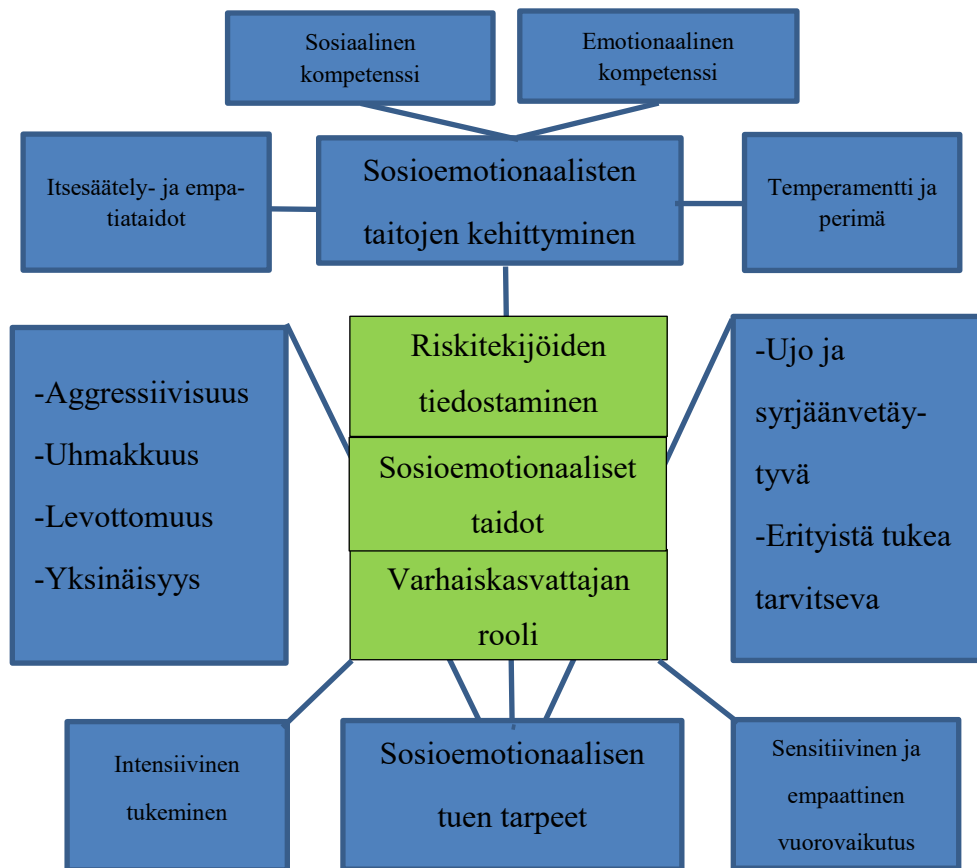 Sosiaalinen
kompetenssi
Emotionaalinen
kompetenssi
Itsesäätely- ja empa-
tiataidot
Sosioemotionaalisten
taitojen kehittyminen
Temperamentti ja
perimä
-Aggressiivisuus
-Uhmakkuus
-Levottomuus
-Yksinäisyys
Riskitekijöiden
tiedostaminen
Sosioemotionaaliset
taidot
Varhaiskasvattajan
rooli
-Ujo ja
syrjäänvetäy-
tyvä
-Erityistä tukea
tarvitseva
Intensiivinen
tukeminen
Sosioemotionaalisen
tuen tarpeet
Sensitiivinen ja
empaattinen
vuorovaikutus